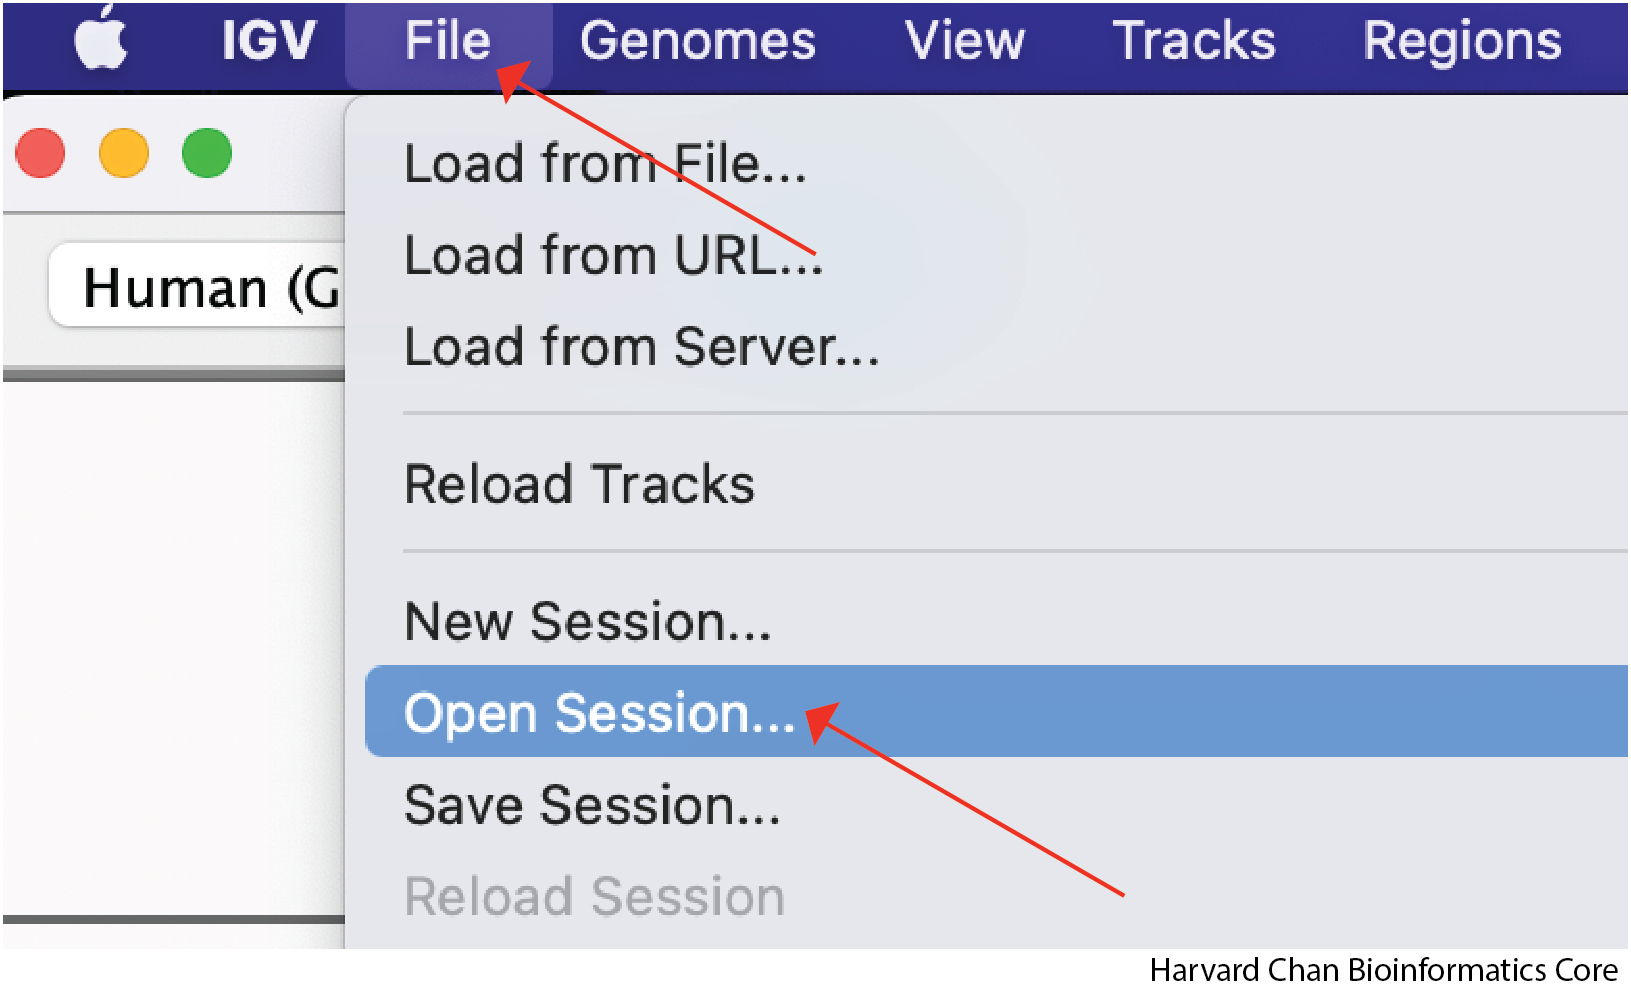 IGV File Genomes View Tracks Regions
Load from File...
Load from URL...
Human (G
Load from Server...
Reload Tracks
New Session...
Open Session...
Save Session...
Reload Session
Harvard Chan Bioinformatics Core